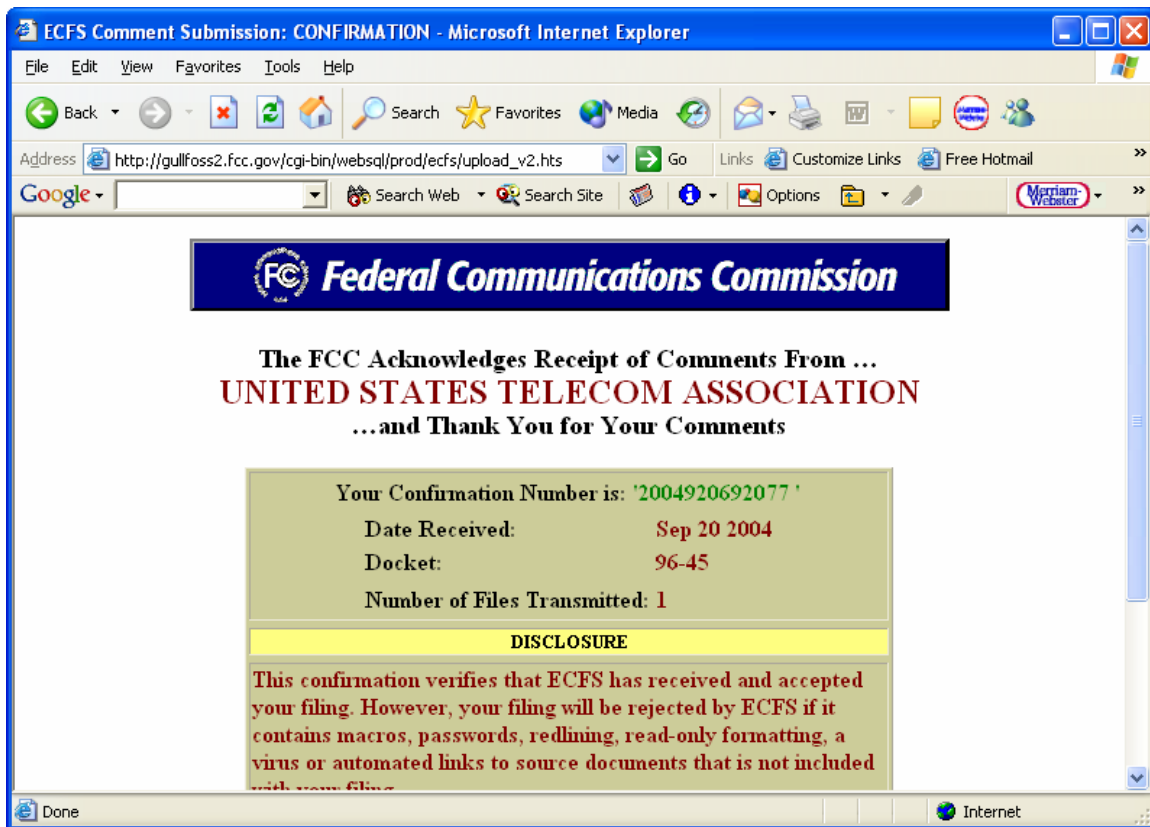 ECFS Comment Submission: CONFIRMATION - Microsoft Internet Explorer
File Edit View Favorites Tools Help
Back Search Favorites Media
Address http://gullfoss2.fcc.gov/cgi-bin/websql/prod/ecfs/upload_v2.hts Go Links Customize Links Free Hotmail »
Google Search Web Search Site Options Merriam-Webster »
FCC Federal Communications Commission
The FCC Acknowledges Receipt of Comments From ...
UNITED STATES TELECOM ASSOCIATION
...and Thank You for Your Comments
Your Confirmation Number is: '2004920692077 '
Date Received: Sep 20 2004
Docket: 96-45
Number of Files Transmitted: 1
DISCLOSURE
This confirmation verifies that ECFS has received and accepted
your filing. However, your filing will be rejected by ECFS if it
contains macros, passwords, redlining, read-only formatting, a
virus or automated links to source documents that is not included
with your filing.
Done Internet